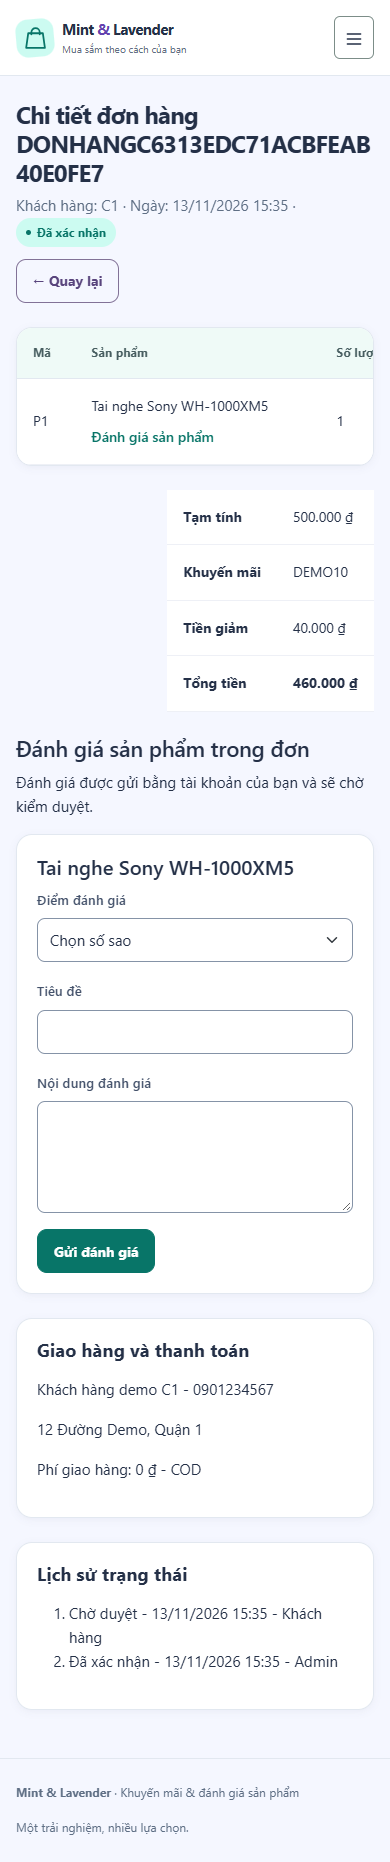 Mint & Lavender
Mua sắm theo cách của bạn
Chi tiết đơn hàng
DONHANGC6313EDC71ACBFEAB
40E0FE7
Khách hàng: C1 · Ngày: 13/11/2026 15:35 ·
• Đã xác nhận
← Quay lại
Mã Sản phẩm Số lượ
Tai nghe Sony WH-1000XM5
P1 1
Đánh giá sản phẩm
Tạm tính 500.000 ₫
Khuyến mãi DEMO10
Tiền giảm 40.000 ₫
Tổng tiền 460.000 ₫
Đánh giá sản phẩm trong đơn
Đánh giá được gửi bằng tài khoản của bạn và sẽ chờ
kiểm duyệt.
Tai nghe Sony WH-1000XM5
Điểm đánh giá
Chọn số sao
Tiêu đề
Nội dung đánh giá
Gửi đánh giá
Giao hàng và thanh toán
Khách hàng demo C1 - 0901234567
12 Đường Demo, Quận 1
Phí giao hàng: 0 ₫ - COD
Lịch sử trạng thái
1. Chờ duyệt - 13/11/2026 15:35 - Khách
hàng
2. Đã xác nhận - 13/11/2026 15:35 - Admin
Mint & Lavender · Khuyến mãi & đánh giá sản phẩm
Một trải nghiệm, nhiều lựa chọn.